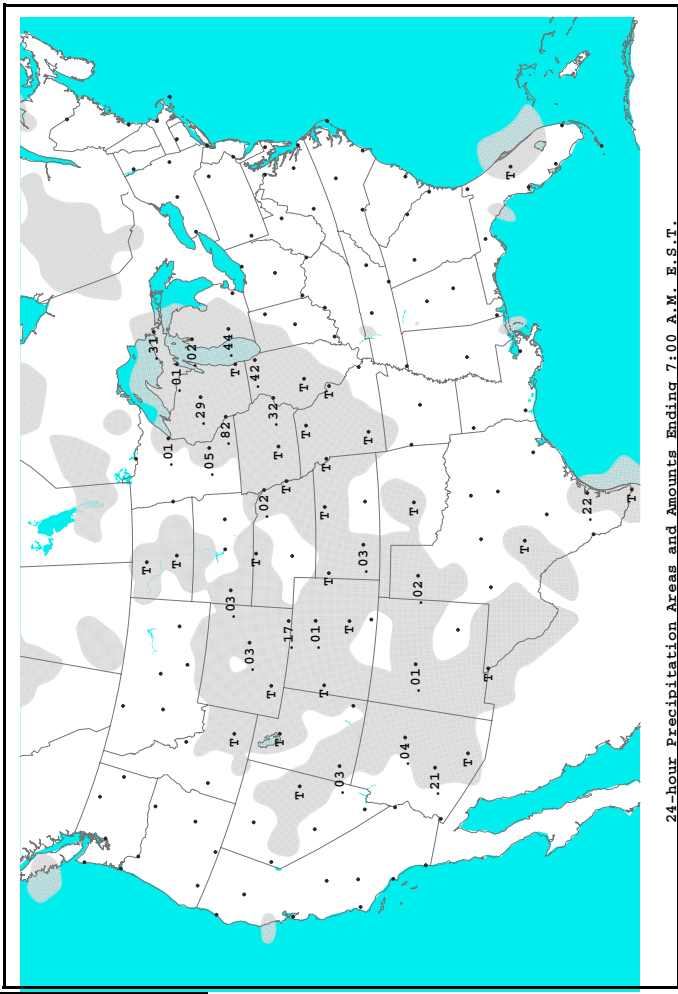 T
.31
.01
T
.01
.02
.29
.05
.82
.44
.03
T
T
.03
.42
T
.02
T
.32
T
T
T
.17
T
T
T
.01
T
T
T
T
T
.03
T
.03
T
.04
T
.01
.02
.21
T
T
T
T
.22
T
24-hour Precipitation Areas and Amounts Ending 7:00 A.M. E.S.T.